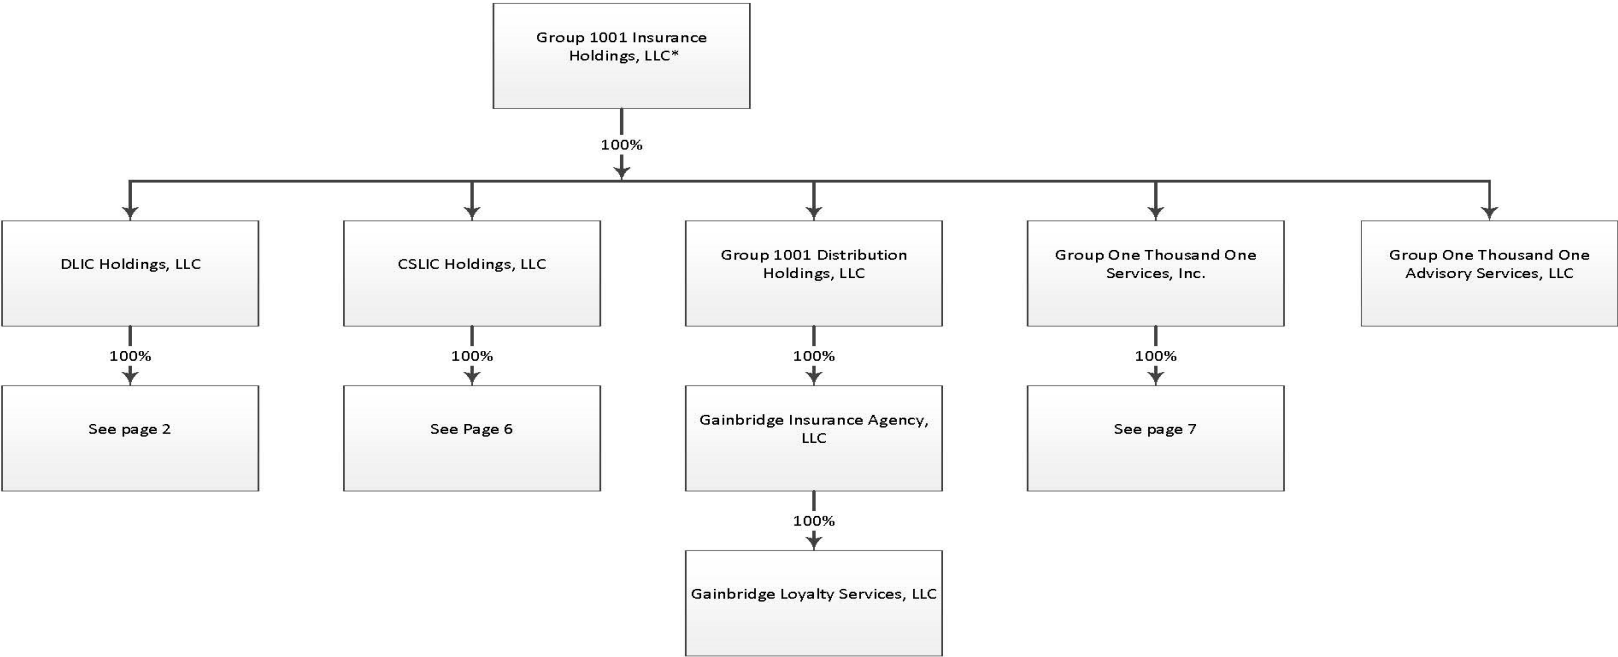 Group 1001 Insurance
Holdings, LLC*
100%
DLIC Holdings, LLC
CSLIC Holdings, LLC
Group 1001 Distribution
Holdings, LLC
Group One Thousand One
Services, Inc.
Group One Thousand One
Advisory Services, LLC
100%
100%
100%
100%
See page 2
See Page 6
Gainbridge Insurance Agency,
LLC
See page 7
100%
Gainbridge Loyalty Services, LLC